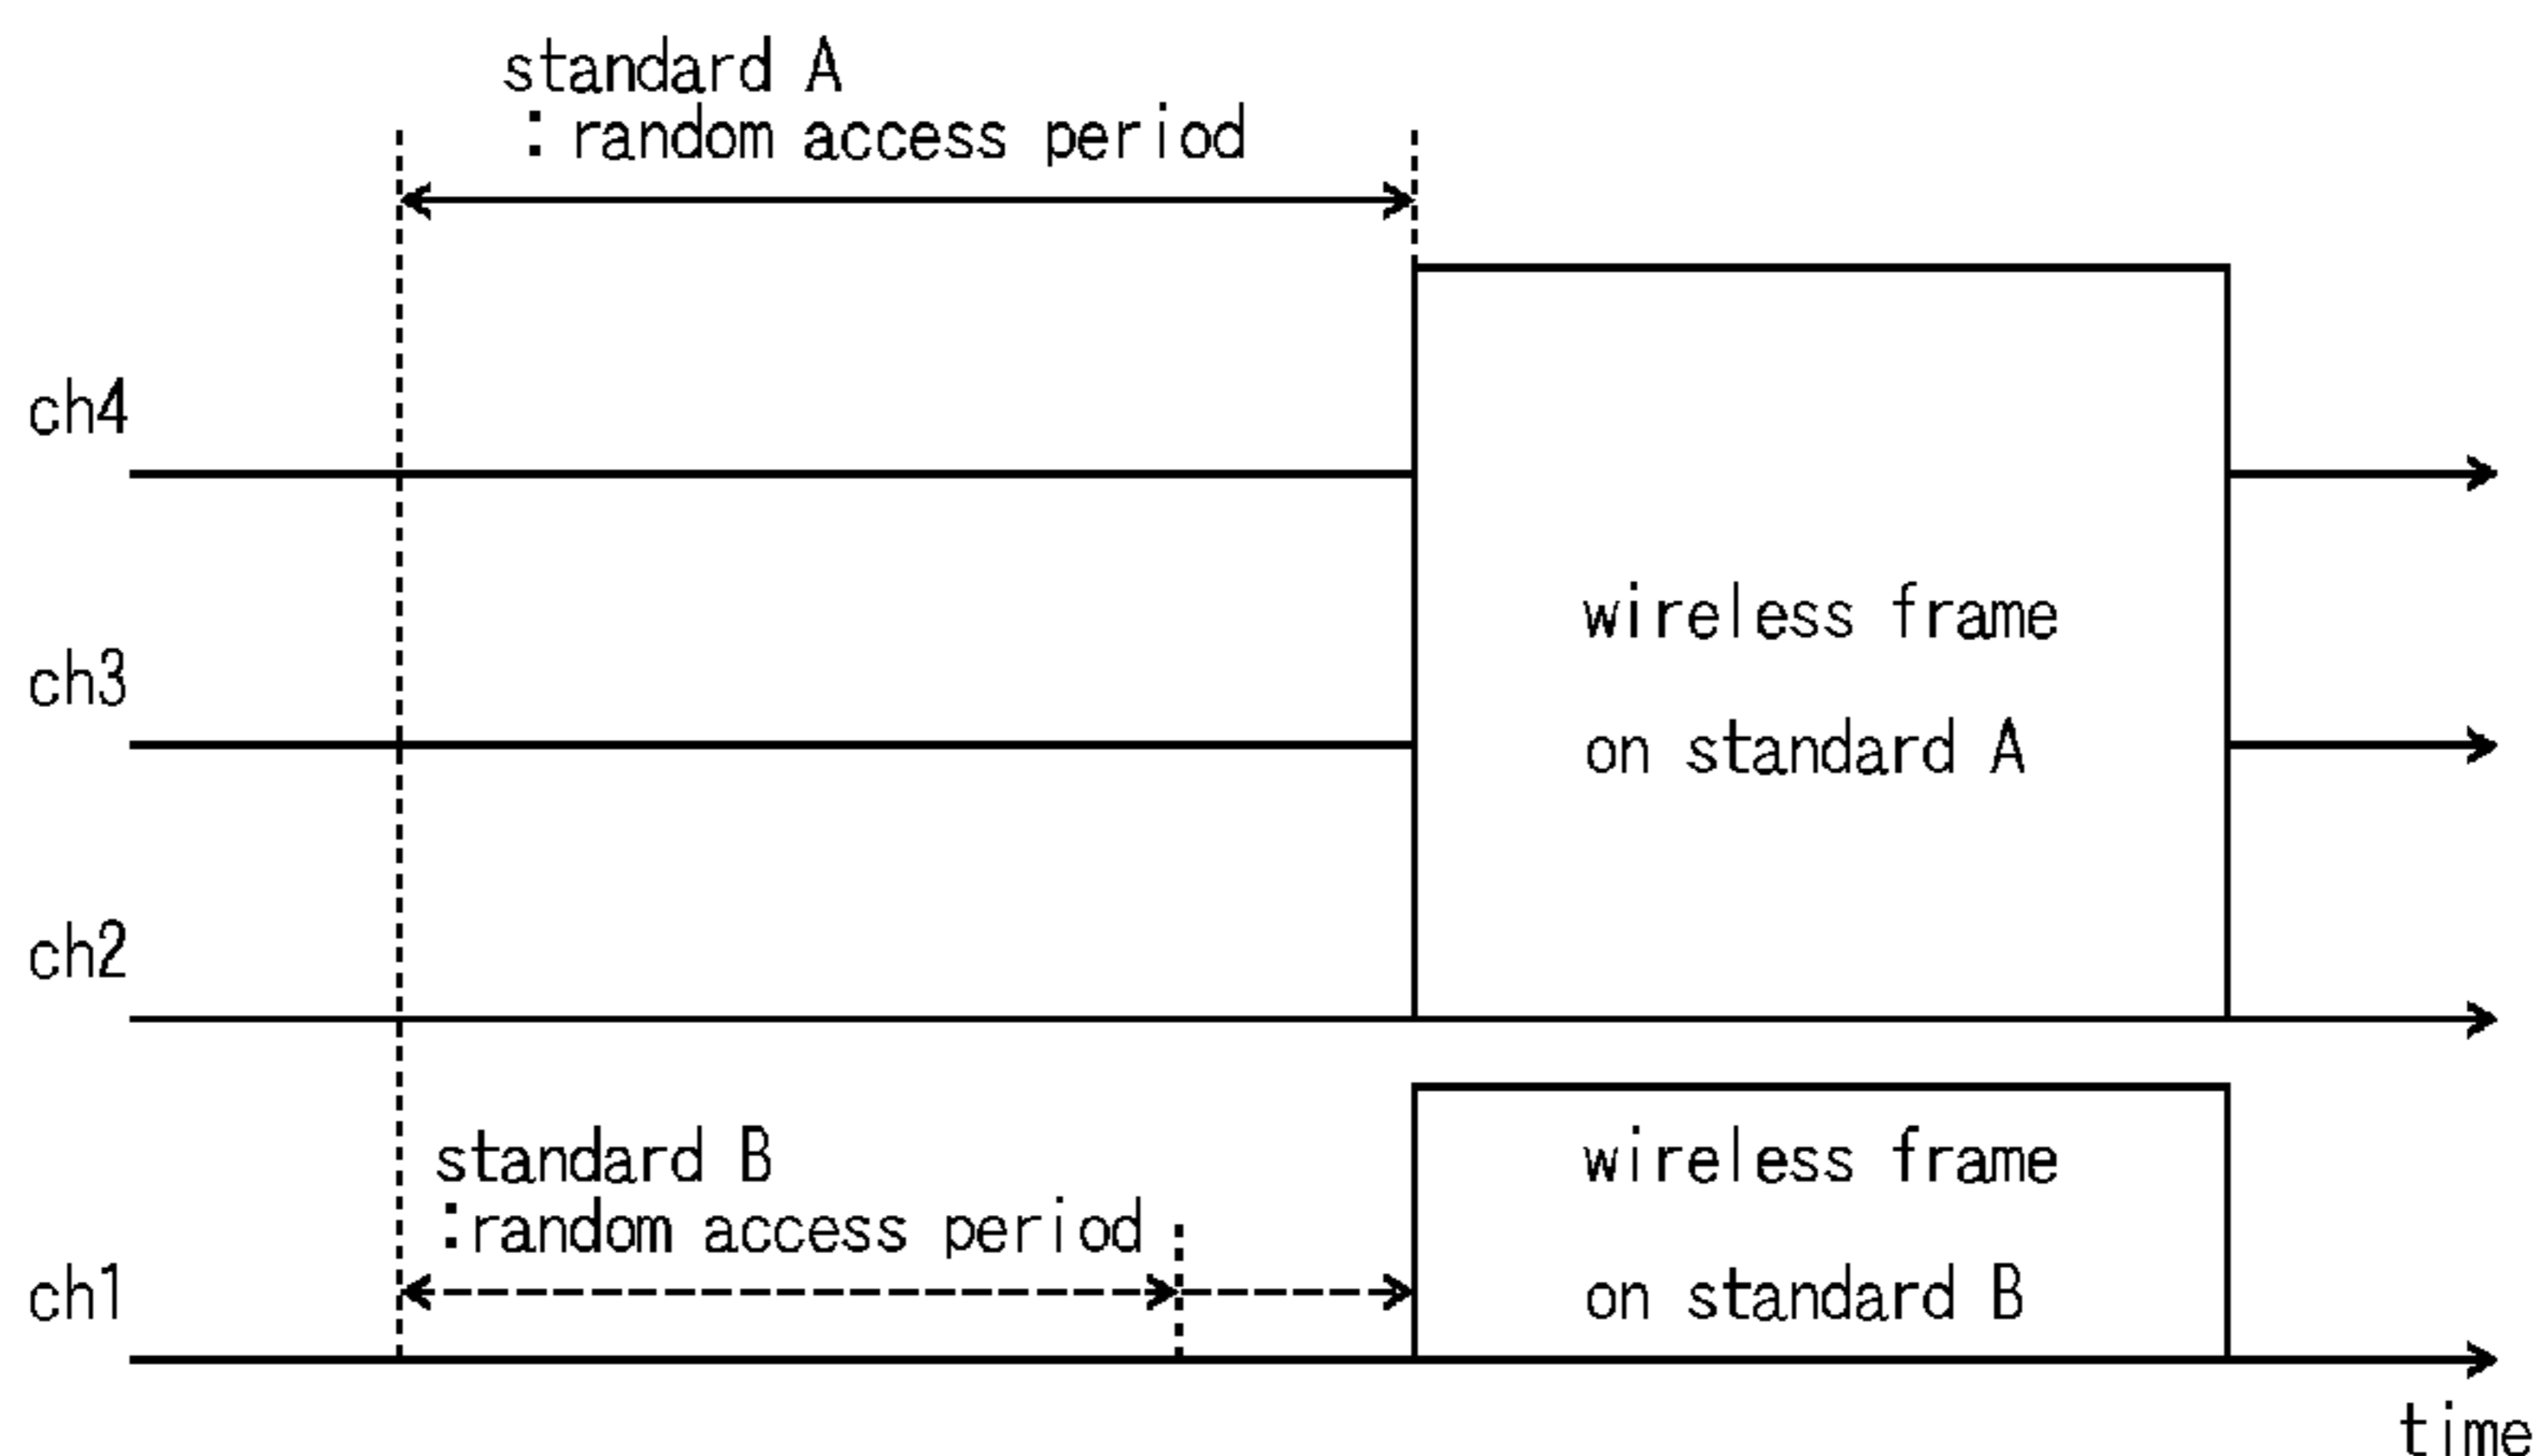 standard A
: random access period
ch4
wireless frame
ch3
on standard A
ch2
standard B
:random access period
wireless frame
ch1
on standard B
time